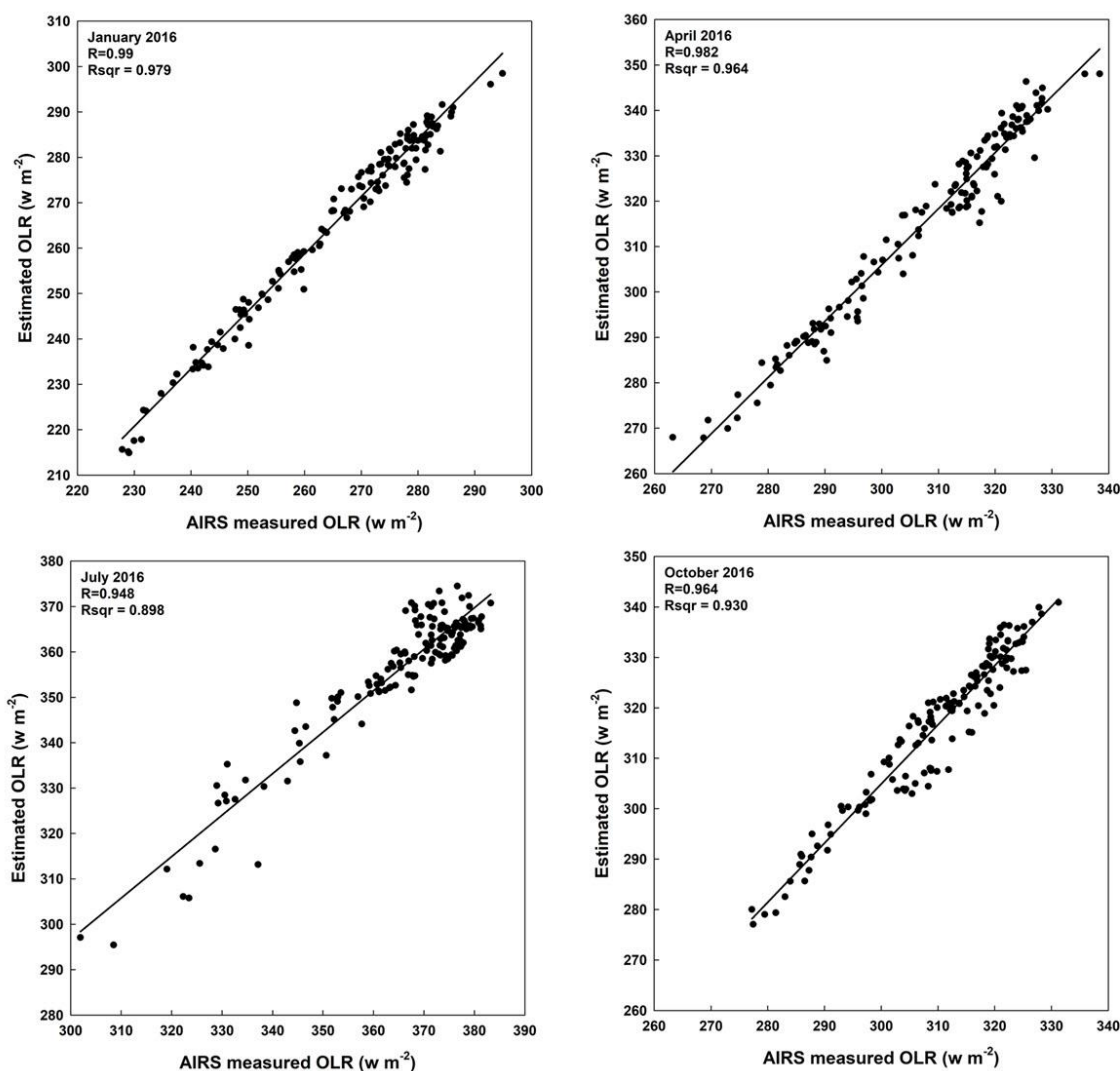 January 2016
R=0.99
Rsqr = 0.979
310
300
290
280
270
260
250
240
230
220
210
Estimated OLR (w m-2)
220 230 240 250 260 270 280 290 300
AIRS measured OLR (w m-2)
April 2016
R=0.982
Rsqr = 0.964
360
350
340
330
320
310
300
290
280
270
260
Estimated OLR (w m-2)
260 270 280 290 300 310 320 330 340
AIRS measured OLR (w m-2)
July 2016
R=0.948
Rsqr = 0.898
380
370
360
350
340
330
320
310
300
290
280
Estimated OLR (w m-2)
300 310 320 330 340 350 360 370 380 390
AIRS measured OLR (w m-2)
October 2016
R=0.964
Rsqr = 0.930
350
340
330
320
310
300
290
280
270
260
Estimated OLR (w m-2)
260 270 280 290 300 310 320 330 340
AIRS measured OLR (w m-2)